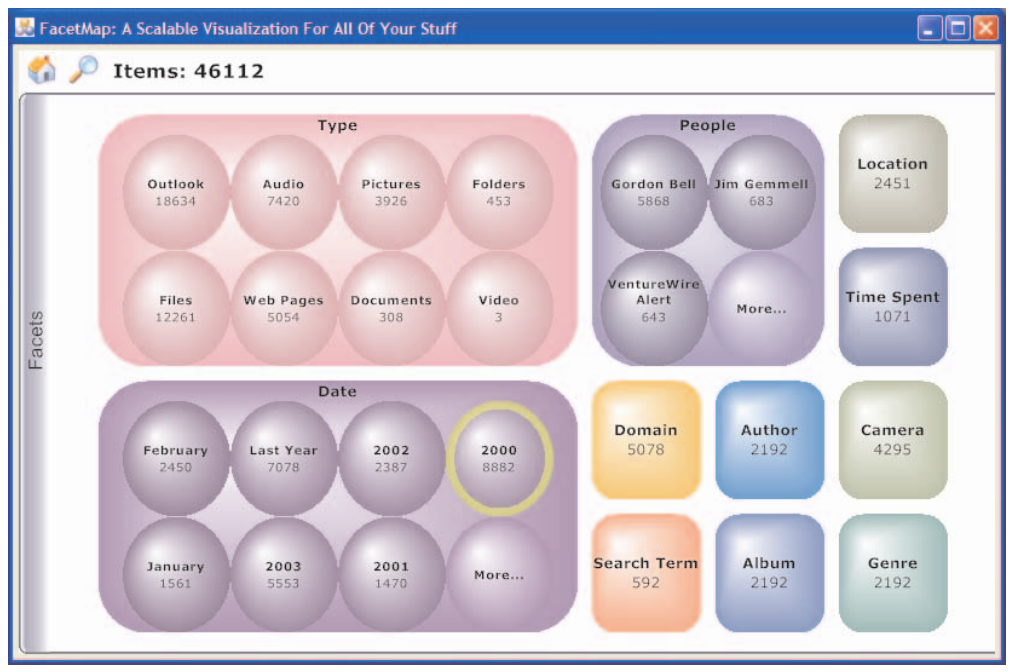 FacetMap: A Scalable Visualization For All Of Your Stuff
Items: 46112
Facets
Type
Outlook
18634
Audio
7420
Pictures
3926
Folders
453
Files
12261
Web Pages
5054
Documents
308
Video
3
People
Gordon Bell
5868
Jim Gemmell
683
VentureWire
Alert
643
More...
Location
2451
Time Spent
1071
Date
February
2450
Last Year
7078
2002
2387
2000
8882
January
1561
2003
5553
2001
1470
More...
Domain
5078
Author
2192
Camera
4295
Search Term
592
Album
2192
Genre
2192